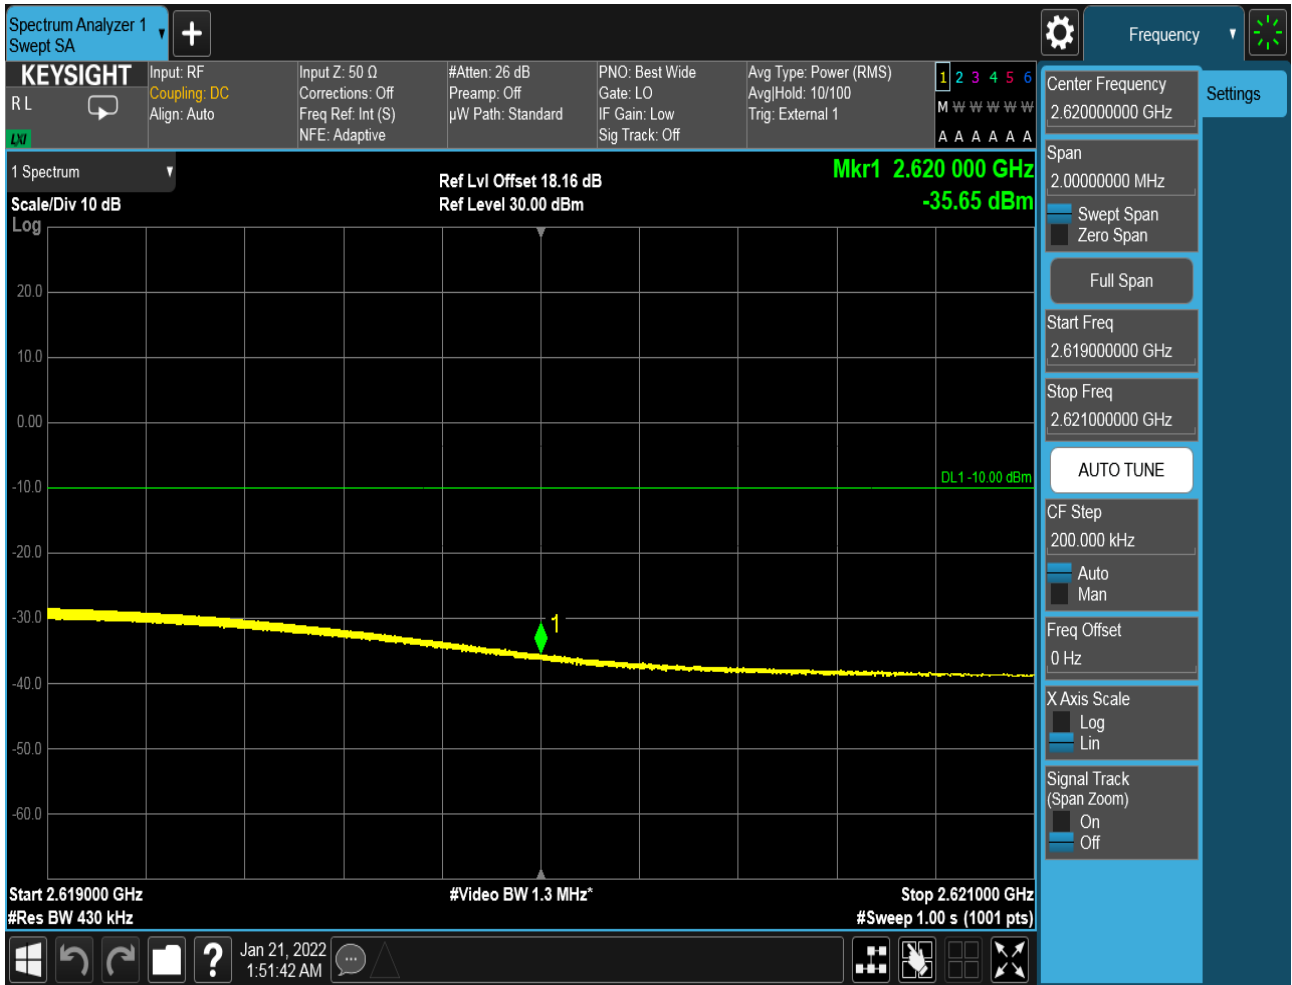 Spectrum Analyzer 1
Swept SA
Frequency
KEYSIGHT
R L
LXI
Input: RF
Coupling: DC
Align: Auto
Input Z: 50 Ω
Corrections: Off
Freq Ref: Int (S)
NFE: Adaptive
#Atten: 26 dB
Preamp: Off
µW Path: Standard
PNO: Best Wide
Gate: LO
IF Gain: Low
Sig Track: Off
Avg Type: Power (RMS)
Avg|Hold: 10/100
Trig: External 1
1 2 3 4 5 6
M W W W W W
A A A A A A
1 Spectrum
Scale/Div 10 dB
Log
Ref Lvl Offset 18.16 dB
Ref Level 30.00 dBm
Mkr1 2.620 000 GHz
-35.65 dBm
20.0
10.0
0.00
-10.0
-20.0
-30.0
-40.0
-50.0
-60.0
DL1 -10.00 dBm
1
Start 2.619000 GHz
#Res BW 430 kHz
#Video BW 1.3 MHz*
Stop 2.621000 GHz
#Sweep 1.00 s (1001 pts)
Jan 21, 2022
1:51:42 AM
?
Center Frequency
2.620000000 GHz
Settings
Span
2.00000000 MHz
Swept Span
Zero Span
Full Span
Start Freq
2.619000000 GHz
Stop Freq
2.621000000 GHz
AUTO TUNE
CF Step
200.000 kHz
Auto
Man
Freq Offset
0 Hz
X Axis Scale
Log
Lin
Signal Track
(Span Zoom)
On
Off